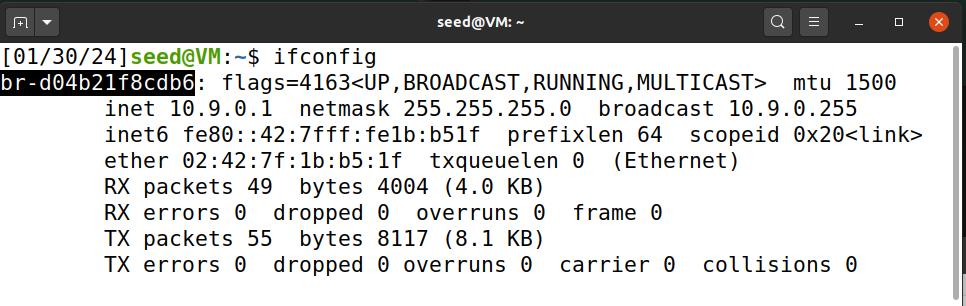 seed@VM: ~
[01/30/24]seed@VM:~$ ifconfig
br-d04b21f8cdb6: flags=4163<UP,BROADCAST,RUNNING,MULTICAST>  mtu 1500
        inet 10.9.0.1  netmask 255.255.255.0  broadcast 10.9.0.255
        inet6 fe80::42:7fff:fe1b:b51f  prefixlen 64  scopeid 0x20<link>
        ether 02:42:7f:1b:b5:1f  txqueuelen 0  (Ethernet)
        RX packets 49  bytes 4004 (4.0 KB)
        RX errors 0  dropped 0  overruns 0  frame 0
        TX packets 55  bytes 8117 (8.1 KB)
        TX errors 0  dropped 0 overruns 0  carrier 0  collisions 0